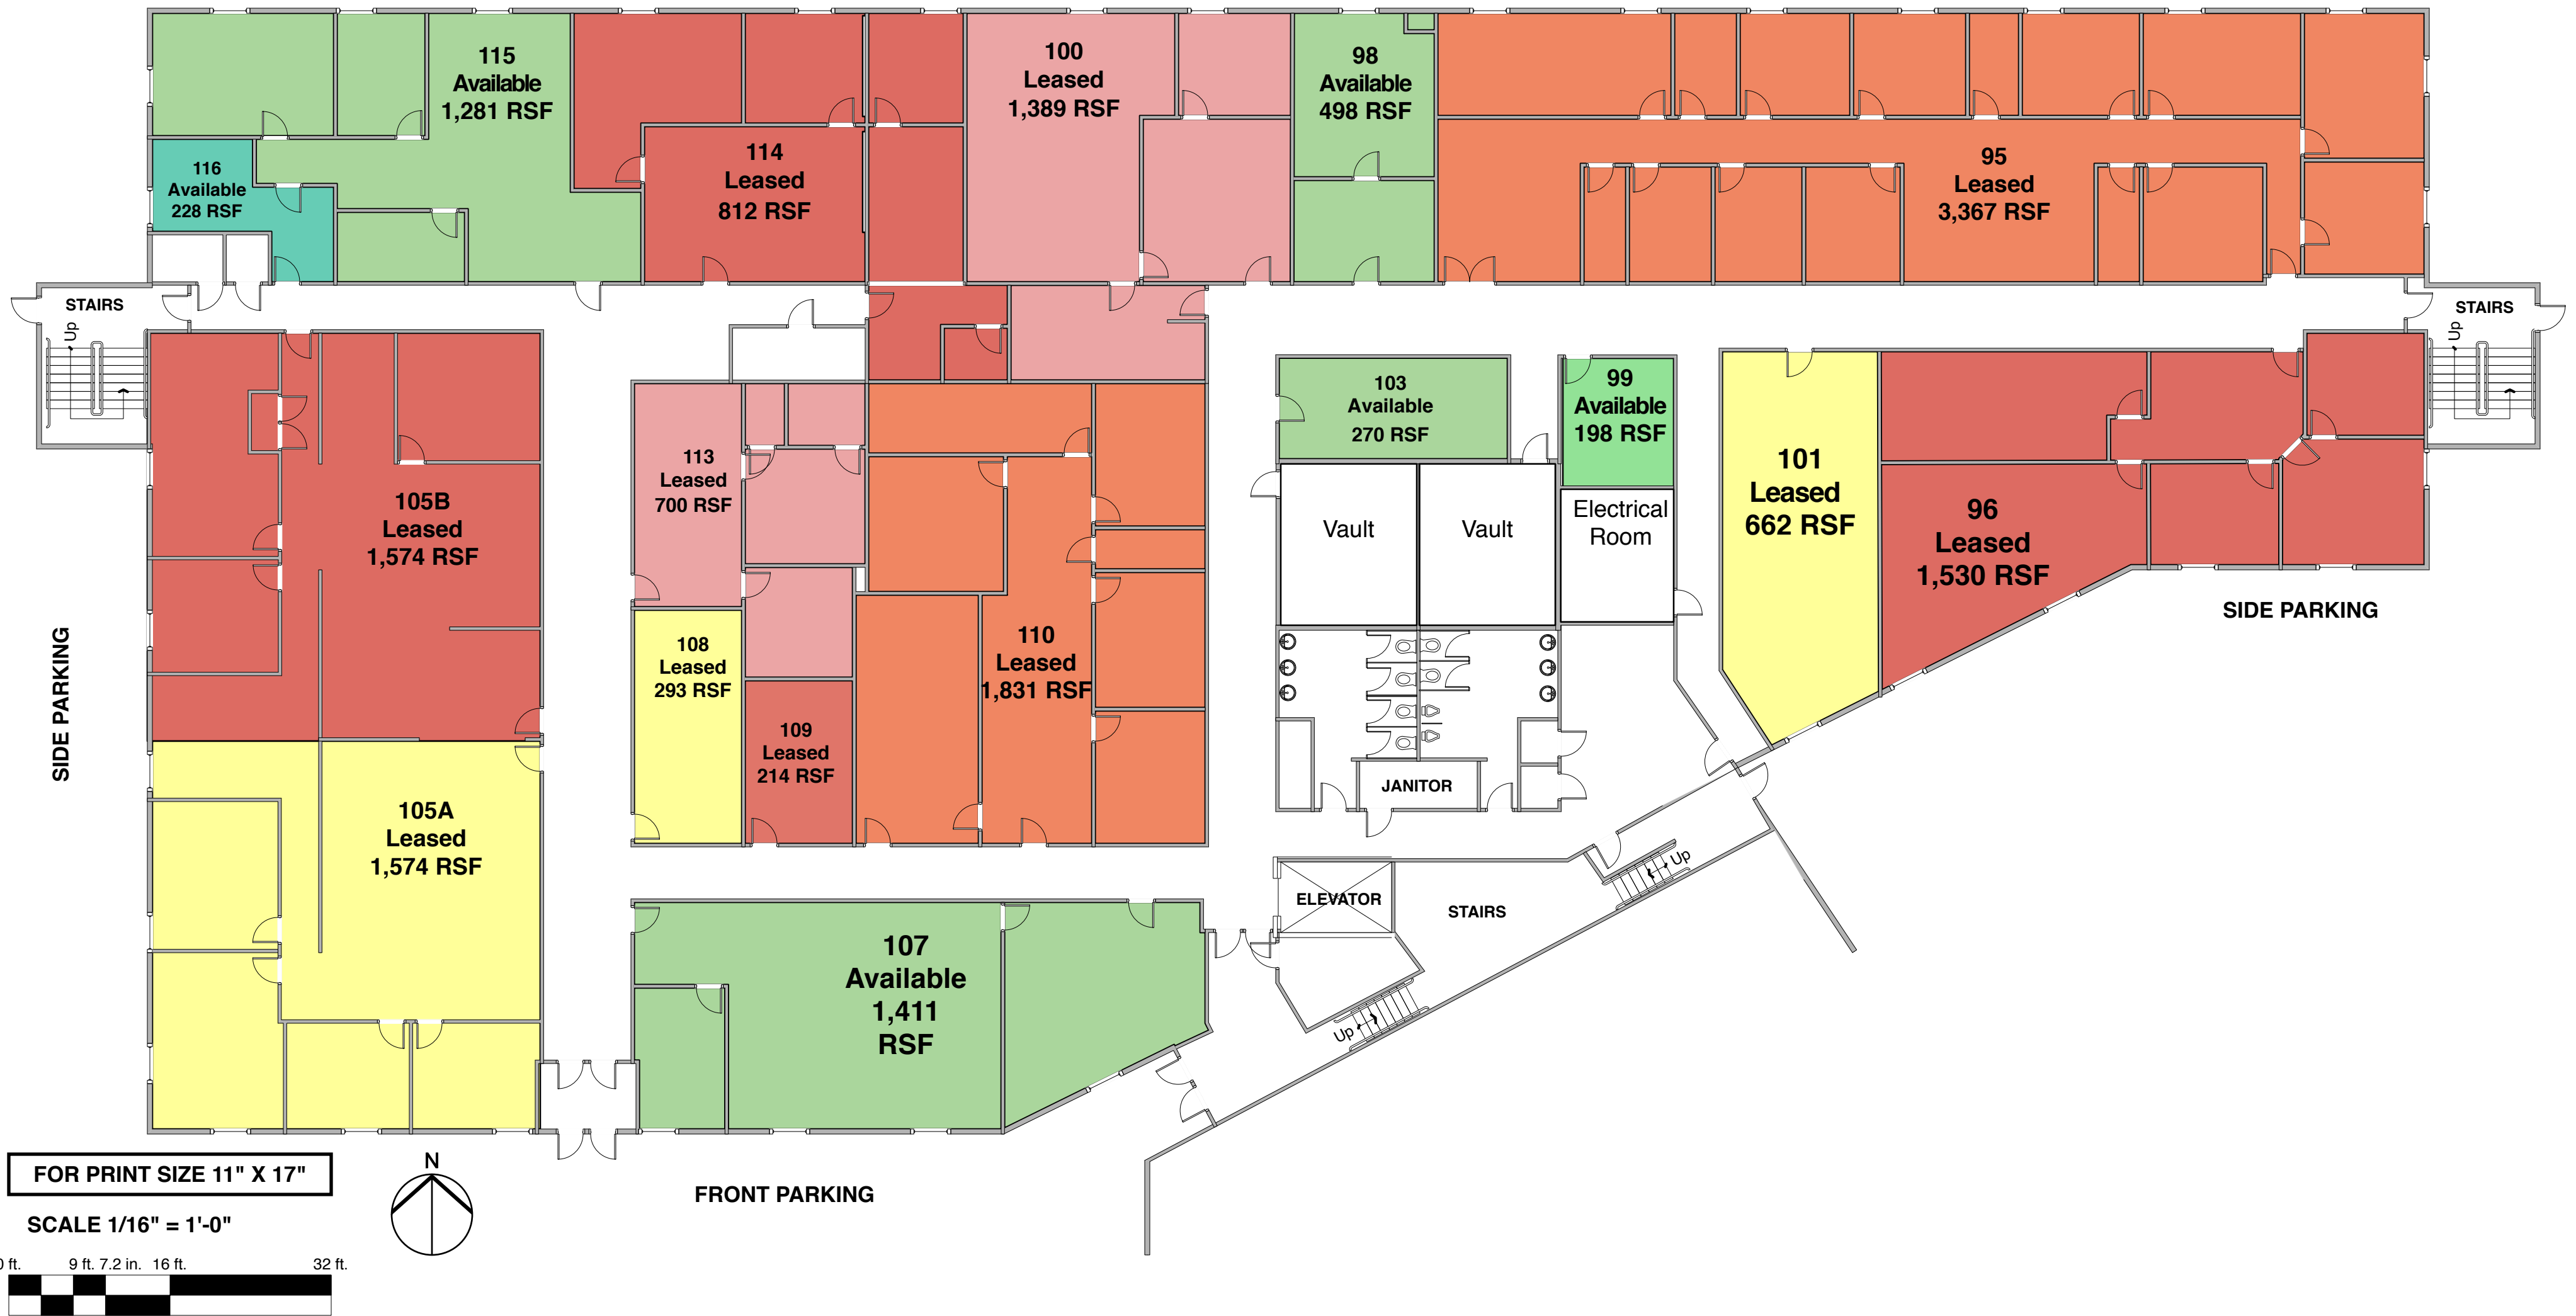 115
Available
1,281 RSF
100
Leased
1,389 RSF
98
Available
498 RSF
116
Available
228 RSF
114
Leased
812 RSF
95
Leased
3,367 RSF
STAIRS
Up
STAIRS
Up
103
Available
270 RSF
99
Available
198 RSF
113
Leased
700 RSF
105B
Leased
1,574 RSF
Vault
Vault
Electrical
Room
101
Leased
662 RSF
96
Leased
1,530 RSF
SIDE PARKING
SIDE PARKING
108
Leased
293 RSF
110
Leased
1,831 RSF
109
Leased
214 RSF
JANITOR
105A
Leased
1,574 RSF
ELEVATOR
STAIRS
Up
Up
107
Available
1,411
RSF
FOR PRINT SIZE 11" X 17"
N
FRONT PARKING
SCALE 1/16" = 1'-0"
0 ft. 9 ft. 7.2 in. 16 ft. 32 ft.